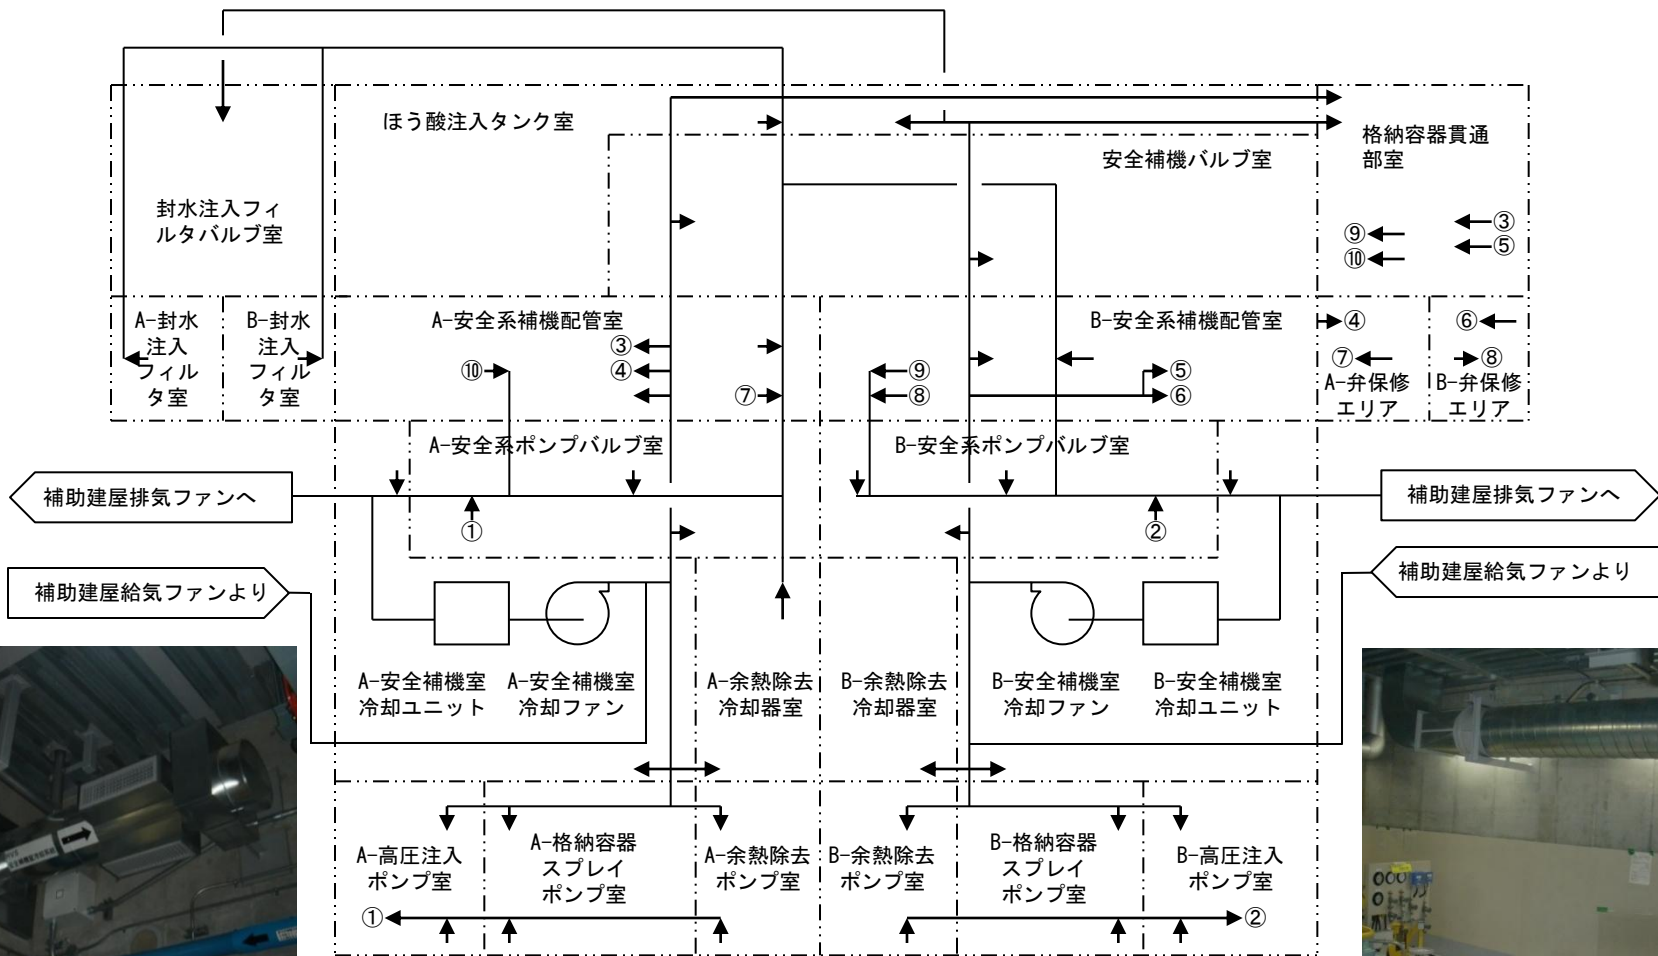 ほう酸注入タンク室
安全補機バルブ室
格納容器貫通
部室
封水注入フィ
ルタバルブ室
③
⑨
⑤
⑩
A-封水
注入
フィル
タ室
B-封水
注入
フィル
タ室
A-安全系補機配管室
③
④
⑩
⑦
B-安全系補機配管室
⑨
⑧
⑤
⑥
④
⑥
⑦
⑧
A-弁保修
エリア
B-弁保修
エリア
A-安全系ポンプバルブ室
B-安全系ポンプバルブ室
補助建屋排気ファンへ
補助建屋排気ファンへ
①
②
補助建屋給気ファンより
補助建屋給気ファンより
A-安全補機室
冷却ユニット
A-安全補機室
冷却ファン
A-余熱除去
冷却器室
B-余熱除去
冷却器室
B-安全補機室
冷却ファン
B-安全補機室
冷却ユニット
A-高圧注入
ポンプ室
A-格納容器
スプレイ
ポンプ室
A-余熱除去
ポンプ室
B-余熱除去
ポンプ室
B-格納容器
スプレイ
ポンプ室
B-高圧注入
ポンプ室
①
②